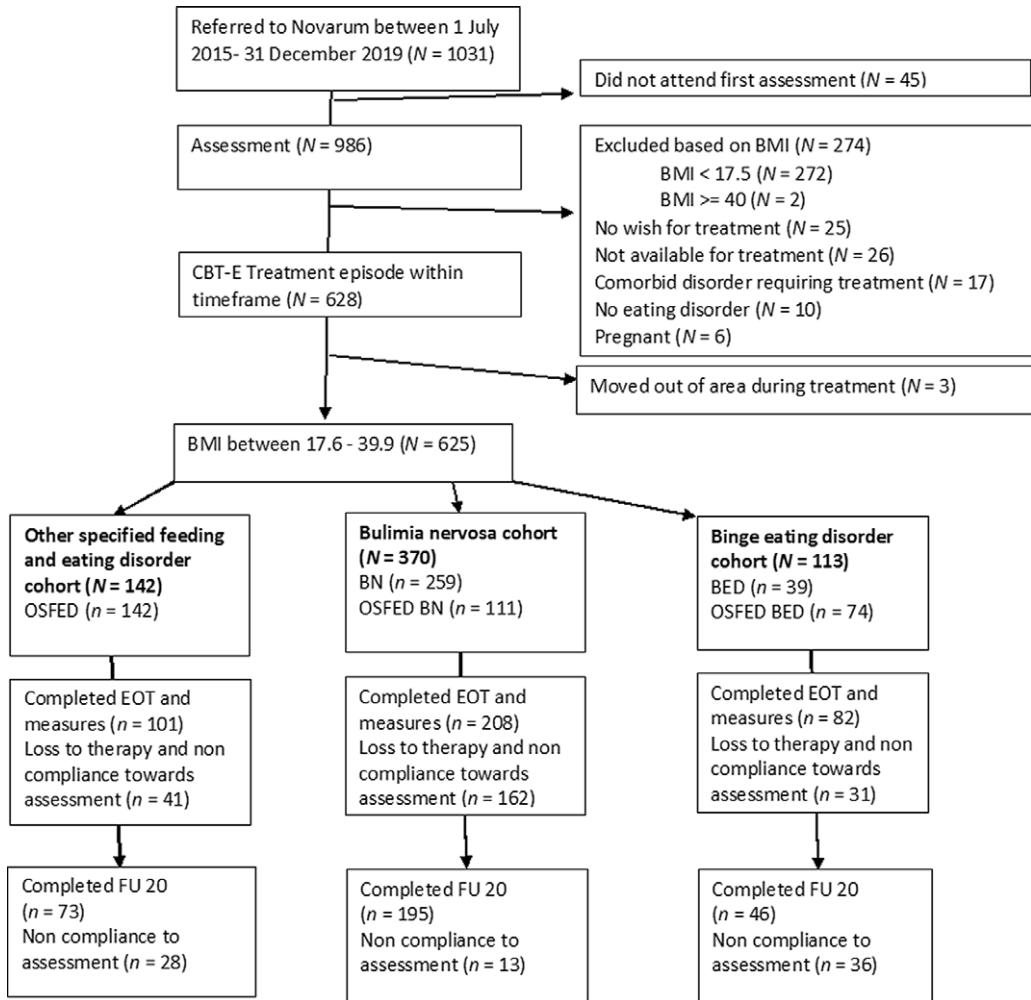 Referred to Novarum between 1 July
2015- 31 December 2019 (N = 1031)
Did not attend first assessment (N = 45)
Assessment (N = 986)
Excluded based on BMI (N = 274)
BMI < 17.5 (N = 272)
BMI >= 40 (N = 2)
No wish for treatment (N = 25)
Not available for treatment (N = 26)
Comorbid disorder requiring treatment (N = 17)
No eating disorder (N = 10)
Pregnant (N = 6)
CBT-E Treatment episode within
timeframe (N = 628)
Moved out of area during treatment (N = 3)
BMI between 17.6 - 39.9 (N = 625)
Other specified feeding
and eating disorder
cohort (N = 142)
OSFED (n = 142)
Bulimia nervosa cohort
(N = 370)
BN (n = 259)
OSFED BN (n = 111)
Binge eating disorder
cohort (N = 113)
BED (n = 39)
OSFED BED (n = 74)
Completed EOT and
measures (n = 101)
Loss to therapy and non
compliance towards
assessment (n = 41)
Completed EOT and
measures (n = 208)
Loss to therapy and non
compliance towards
assessment (n = 162)
Completed EOT and
measures (n = 82)
Loss to therapy and non
compliance towards
assessment (n = 31)
Completed FU 20
(n = 73)
Non compliance to
assessment (n = 28)
Completed FU 20
(n = 195)
Non compliance to
assessment (n = 13)
Completed FU 20
(n = 46)
Non compliance to
assessment (n = 36)